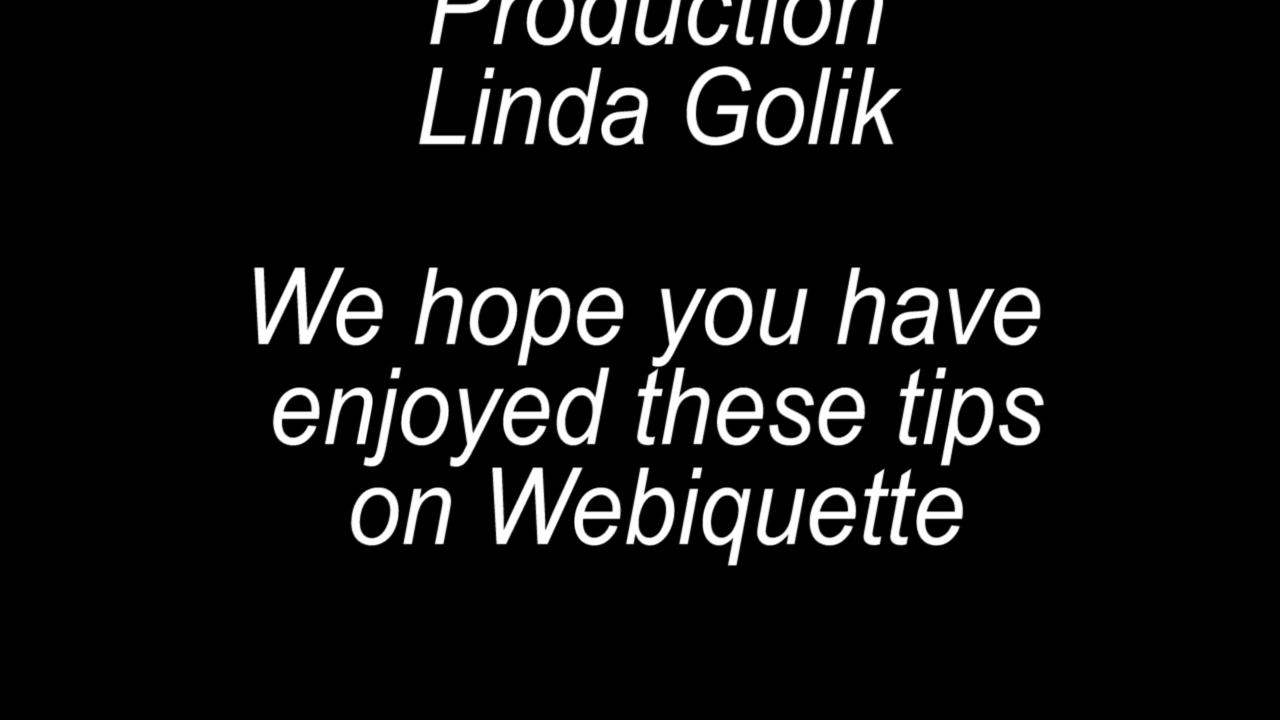 Production
Linda Golik
We hope you have
enjoyed these tips
on Webiquette